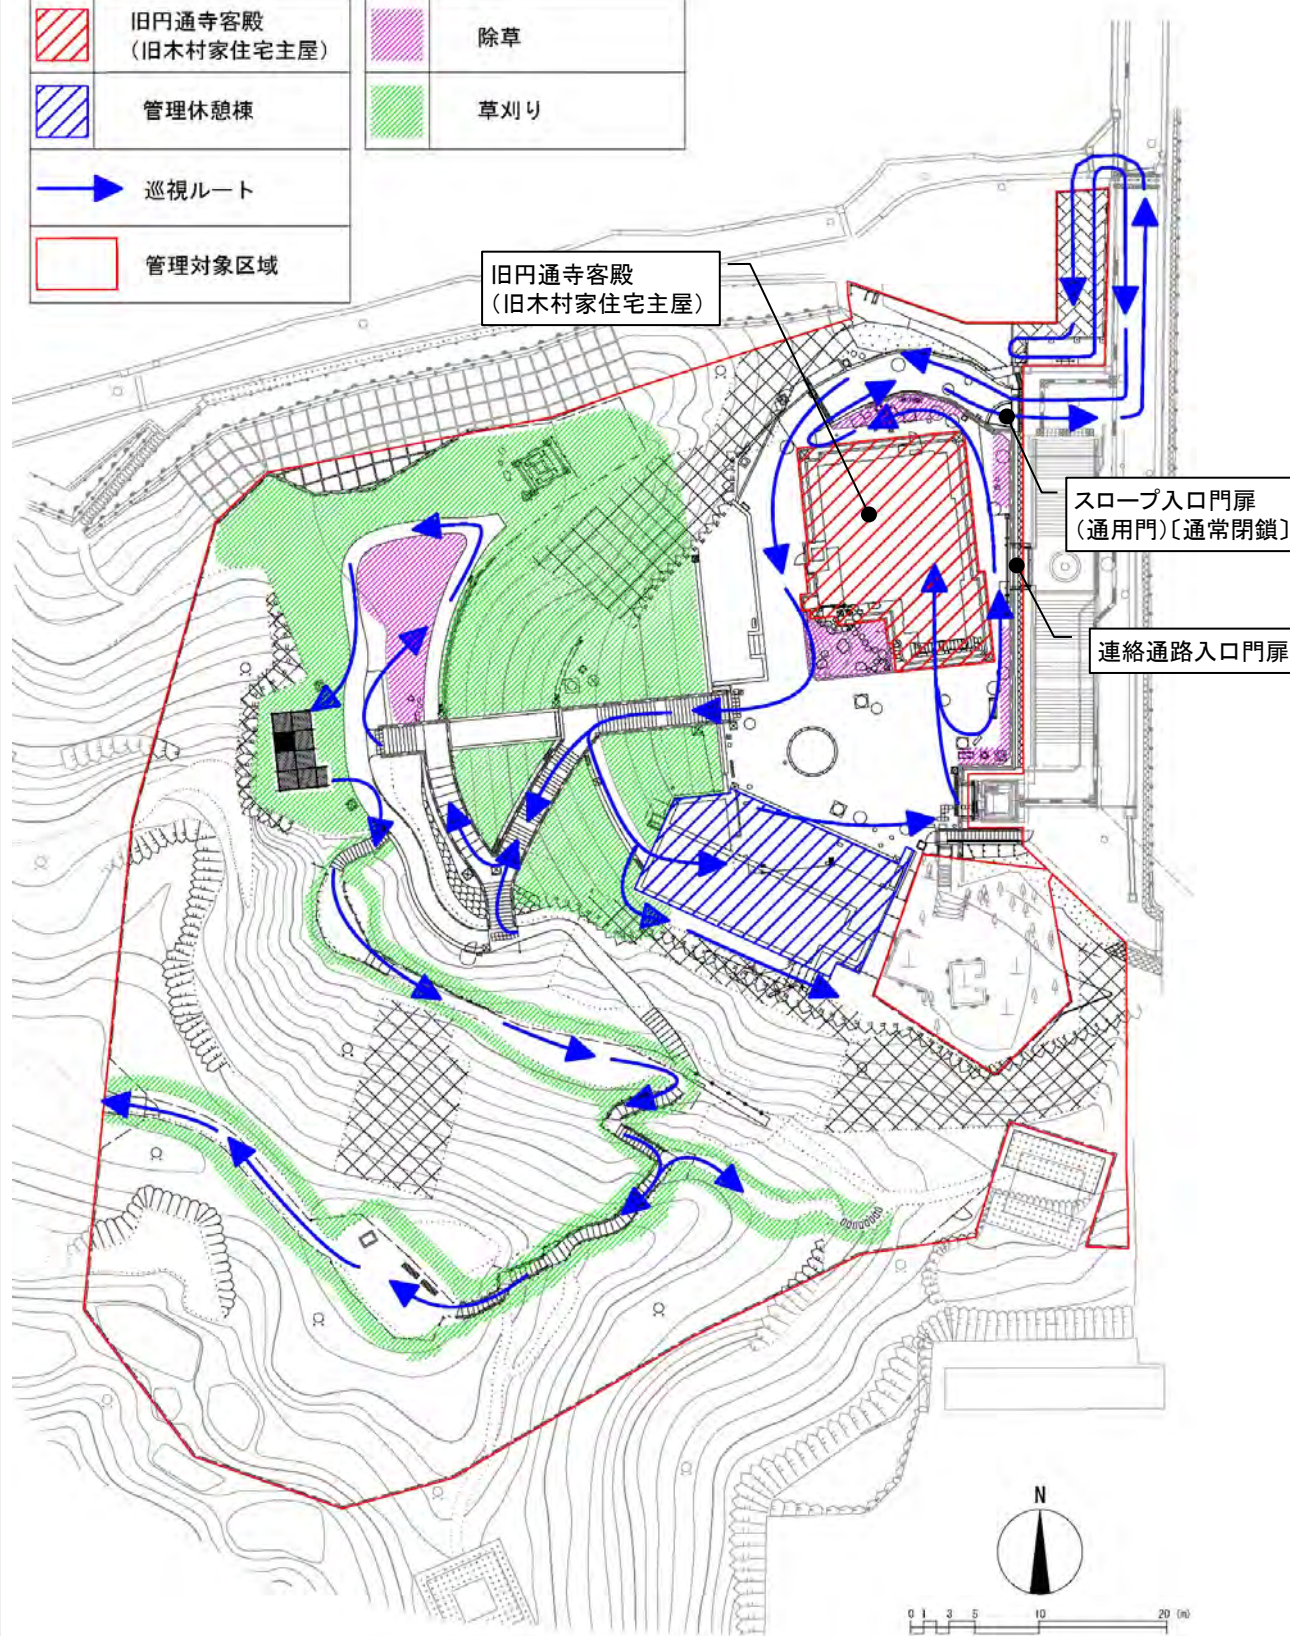 旧円通寺客殿
（旧木村家住宅主屋）
除草
管理休憩棟
草刈り
巡視ルート
管理対象区域
旧円通寺客殿
（旧木村家住宅主屋）
スロープ入口門扉
（通用門）〔通常閉鎖〕
連絡通路入口門扉
N
0 1 3 5 10 20 (m)